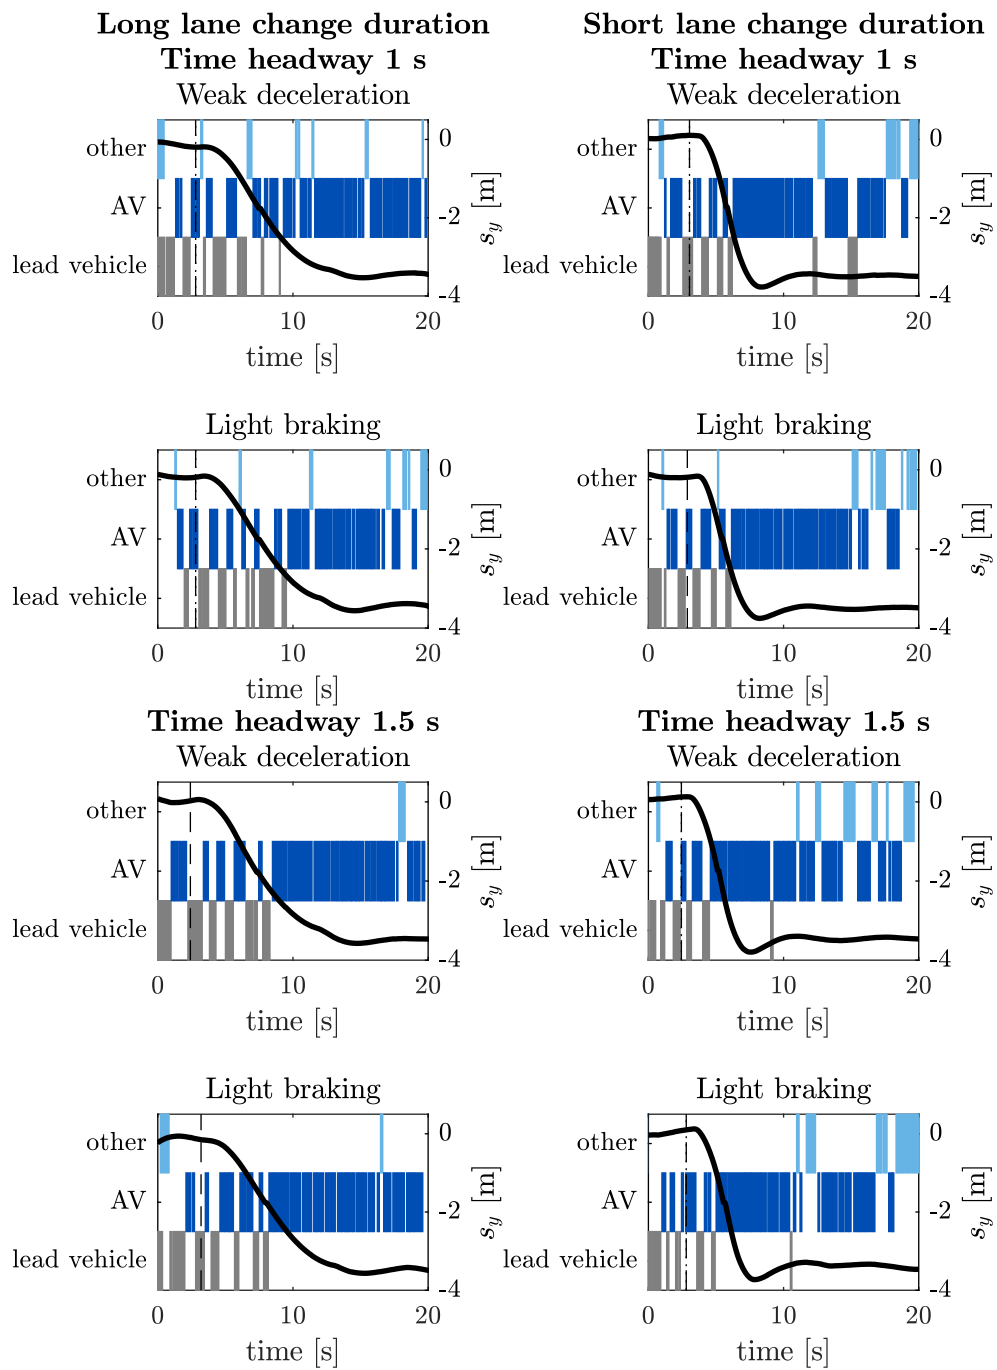 Long lane change duration
Time headway 1 s
Weak deceleration
other
AV
lead vehicle
0
-2
-4
s_y [m]
0 10 20
time [s]
Short lane change duration
Time headway 1 s
Weak deceleration
other
AV
lead vehicle
0
-2
-4
s_y [m]
0 10 20
time [s]
Light braking
other
AV
lead vehicle
0
-2
-4
s_y [m]
0 10 20
time [s]
Light braking
other
AV
lead vehicle
0
-2
-4
s_y [m]
0 10 20
time [s]
Time headway 1.5 s
Weak deceleration
other
AV
lead vehicle
0
-2
-4
s_y [m]
0 10 20
time [s]
Time headway 1.5 s
Weak deceleration
other
AV
lead vehicle
0
-2
-4
s_y [m]
0 10 20
time [s]
Light braking
other
AV
lead vehicle
0
-2
-4
s_y [m]
0 10 20
time [s]
Light braking
other
AV
lead vehicle
0
-2
-4
s_y [m]
0 10 20
time [s]